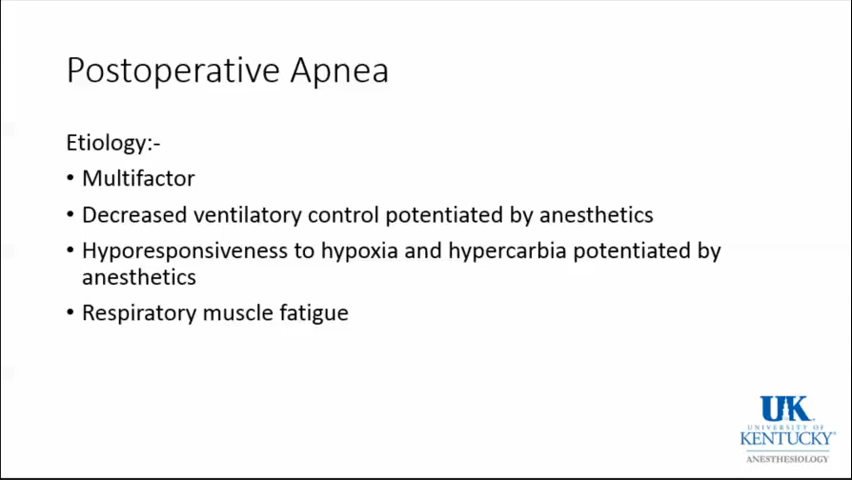 Postoperative Apnea
Etiology:-
• Multifactor
• Decreased ventilatory control potentiated by anesthetics
• Hyporesponsiveness to hypoxia and hypercarbia potentiated by
anesthetics
• Respiratory muscle fatigue
UK
UNIVERSITY OF
KENTUCKY
ANESTHESIOLOGY